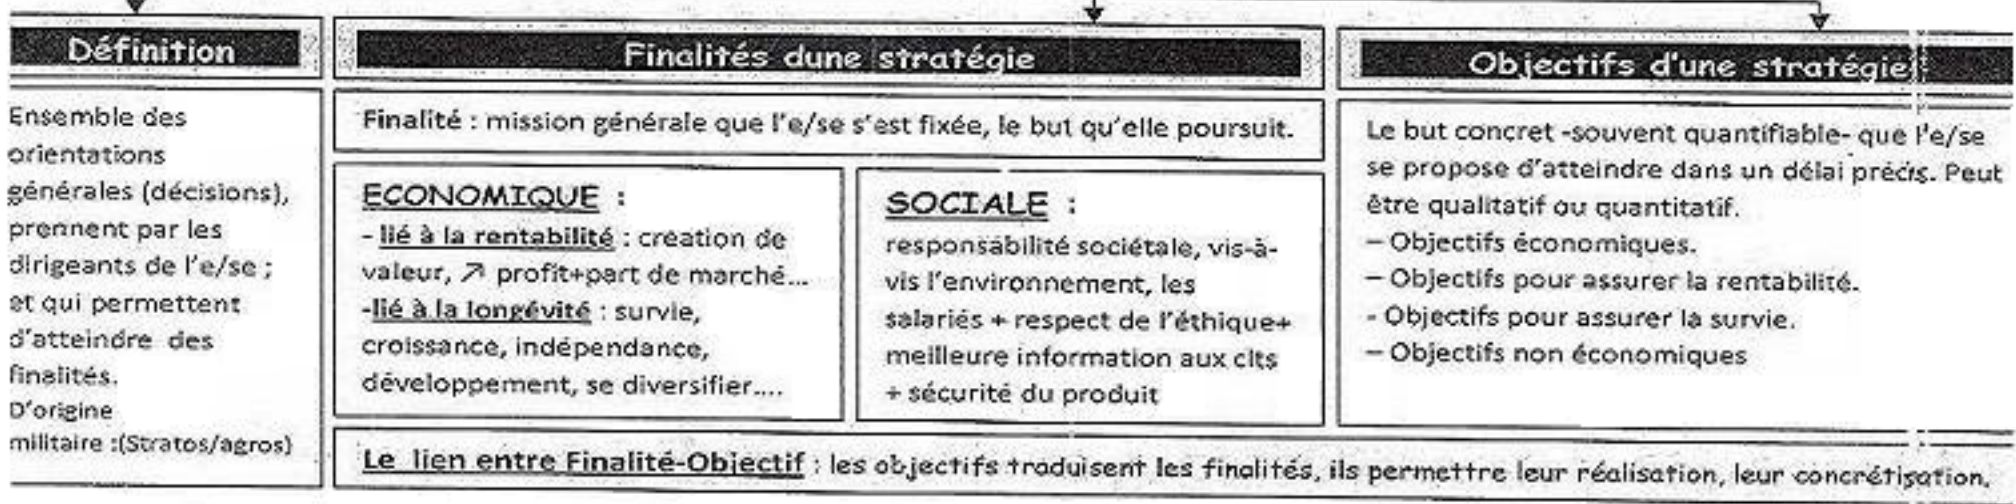 Définition
Ensemble des
orientations
générales (décisions),
prennent par les
dirigeants de l'e/se ;
et qui permettent
d'atteindre des
finalités.
D'origine
militaire :(Stratos/agros)
Finalités dune stratégie
Finalité : mission générale que l'e/se s'est fixée, le but qu'elle poursuit.
ECONOMIQUE :
- lié à la rentabilité : création de
valeur, ↗ profit+part de marché...
-lié à la longévité : survie,
croissance, indépendance,
développement, se diversifier....
SOCIALE :
responsabilité sociétale, vis-à-
vis l'environnement, les
salariés + respect de l'éthique+
meilleure information aux clts
+ sécurité du produit
Objectifs d'une stratégie
Le but concret -souvent quantifiable- que l'e/se
se propose d'atteindre dans un délai précis. Peut
être qualitatif ou quantitatif.
– Objectifs économiques.
– Objectifs pour assurer la rentabilité.
- Objectifs pour assurer la survie.
– Objectifs non économiques
Le lien entre Finalité-Objectif : les objectifs traduisent les finalités, ils permettre leur réalisation, leur concrétisation.